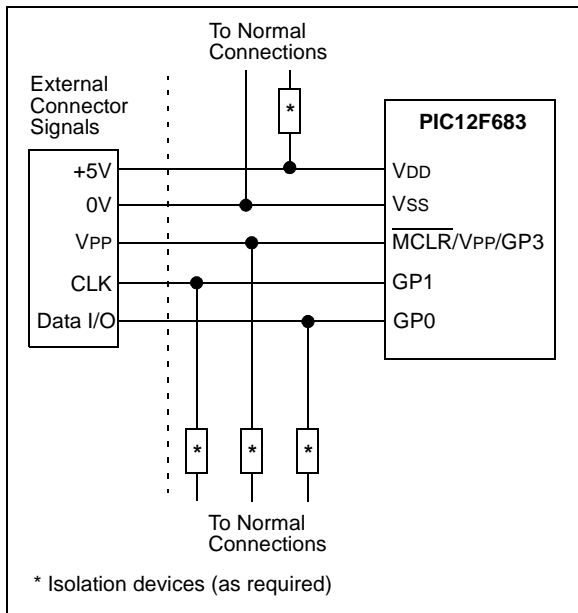 To Normal
Connections
External
Connector
Signals
*
PIC12F683
+5V
VDD
0V
VSS
VPP
MCLR/VPP/GP3
CLK
GP1
Data I/O
GP0
* * *
To Normal
Connections
* Isolation devices (as required)